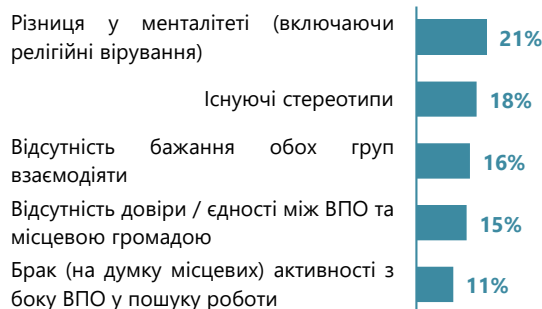 Різниця у менталітеті (включаючи
релігійні вірування)
21%
Існуючі стереотипи
18%
Відсутність бажання обох груп
взаємодіяти
16%
Відсутність довіри / єдності між ВПО та
місцевою громадою
15%
Брак (на думку місцевих) активності з
боку ВПО у пошуку роботи
11%